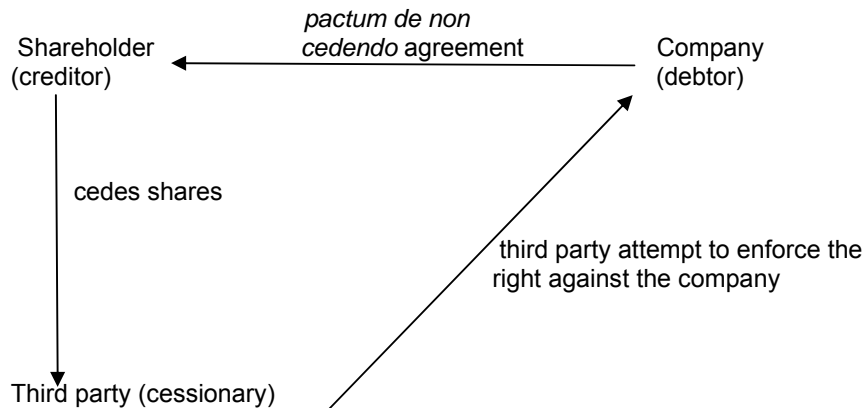 pactum de non
cedendo agreement
Shareholder
(creditor)
Company
(debtor)
cedes shares
third party attempt to enforce the
right against the company
Third party (cessionary)